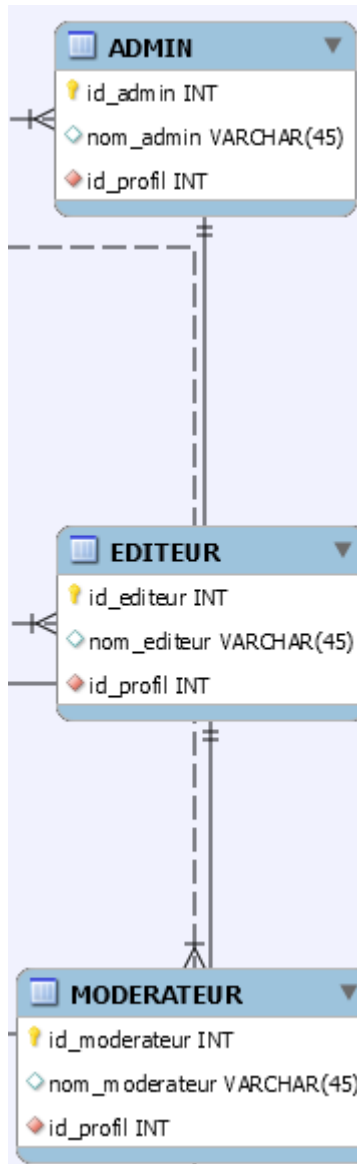 ADMIN
id_admin INT
nom_admin VARCHAR(45)
id_profil INT
EDITEUR
id_editeur INT
nom_editeur VARCHAR(45)
id_profil INT
MODERATEUR
id_moderateur INT
nom_moderateur VARCHAR(45)
id_profil INT